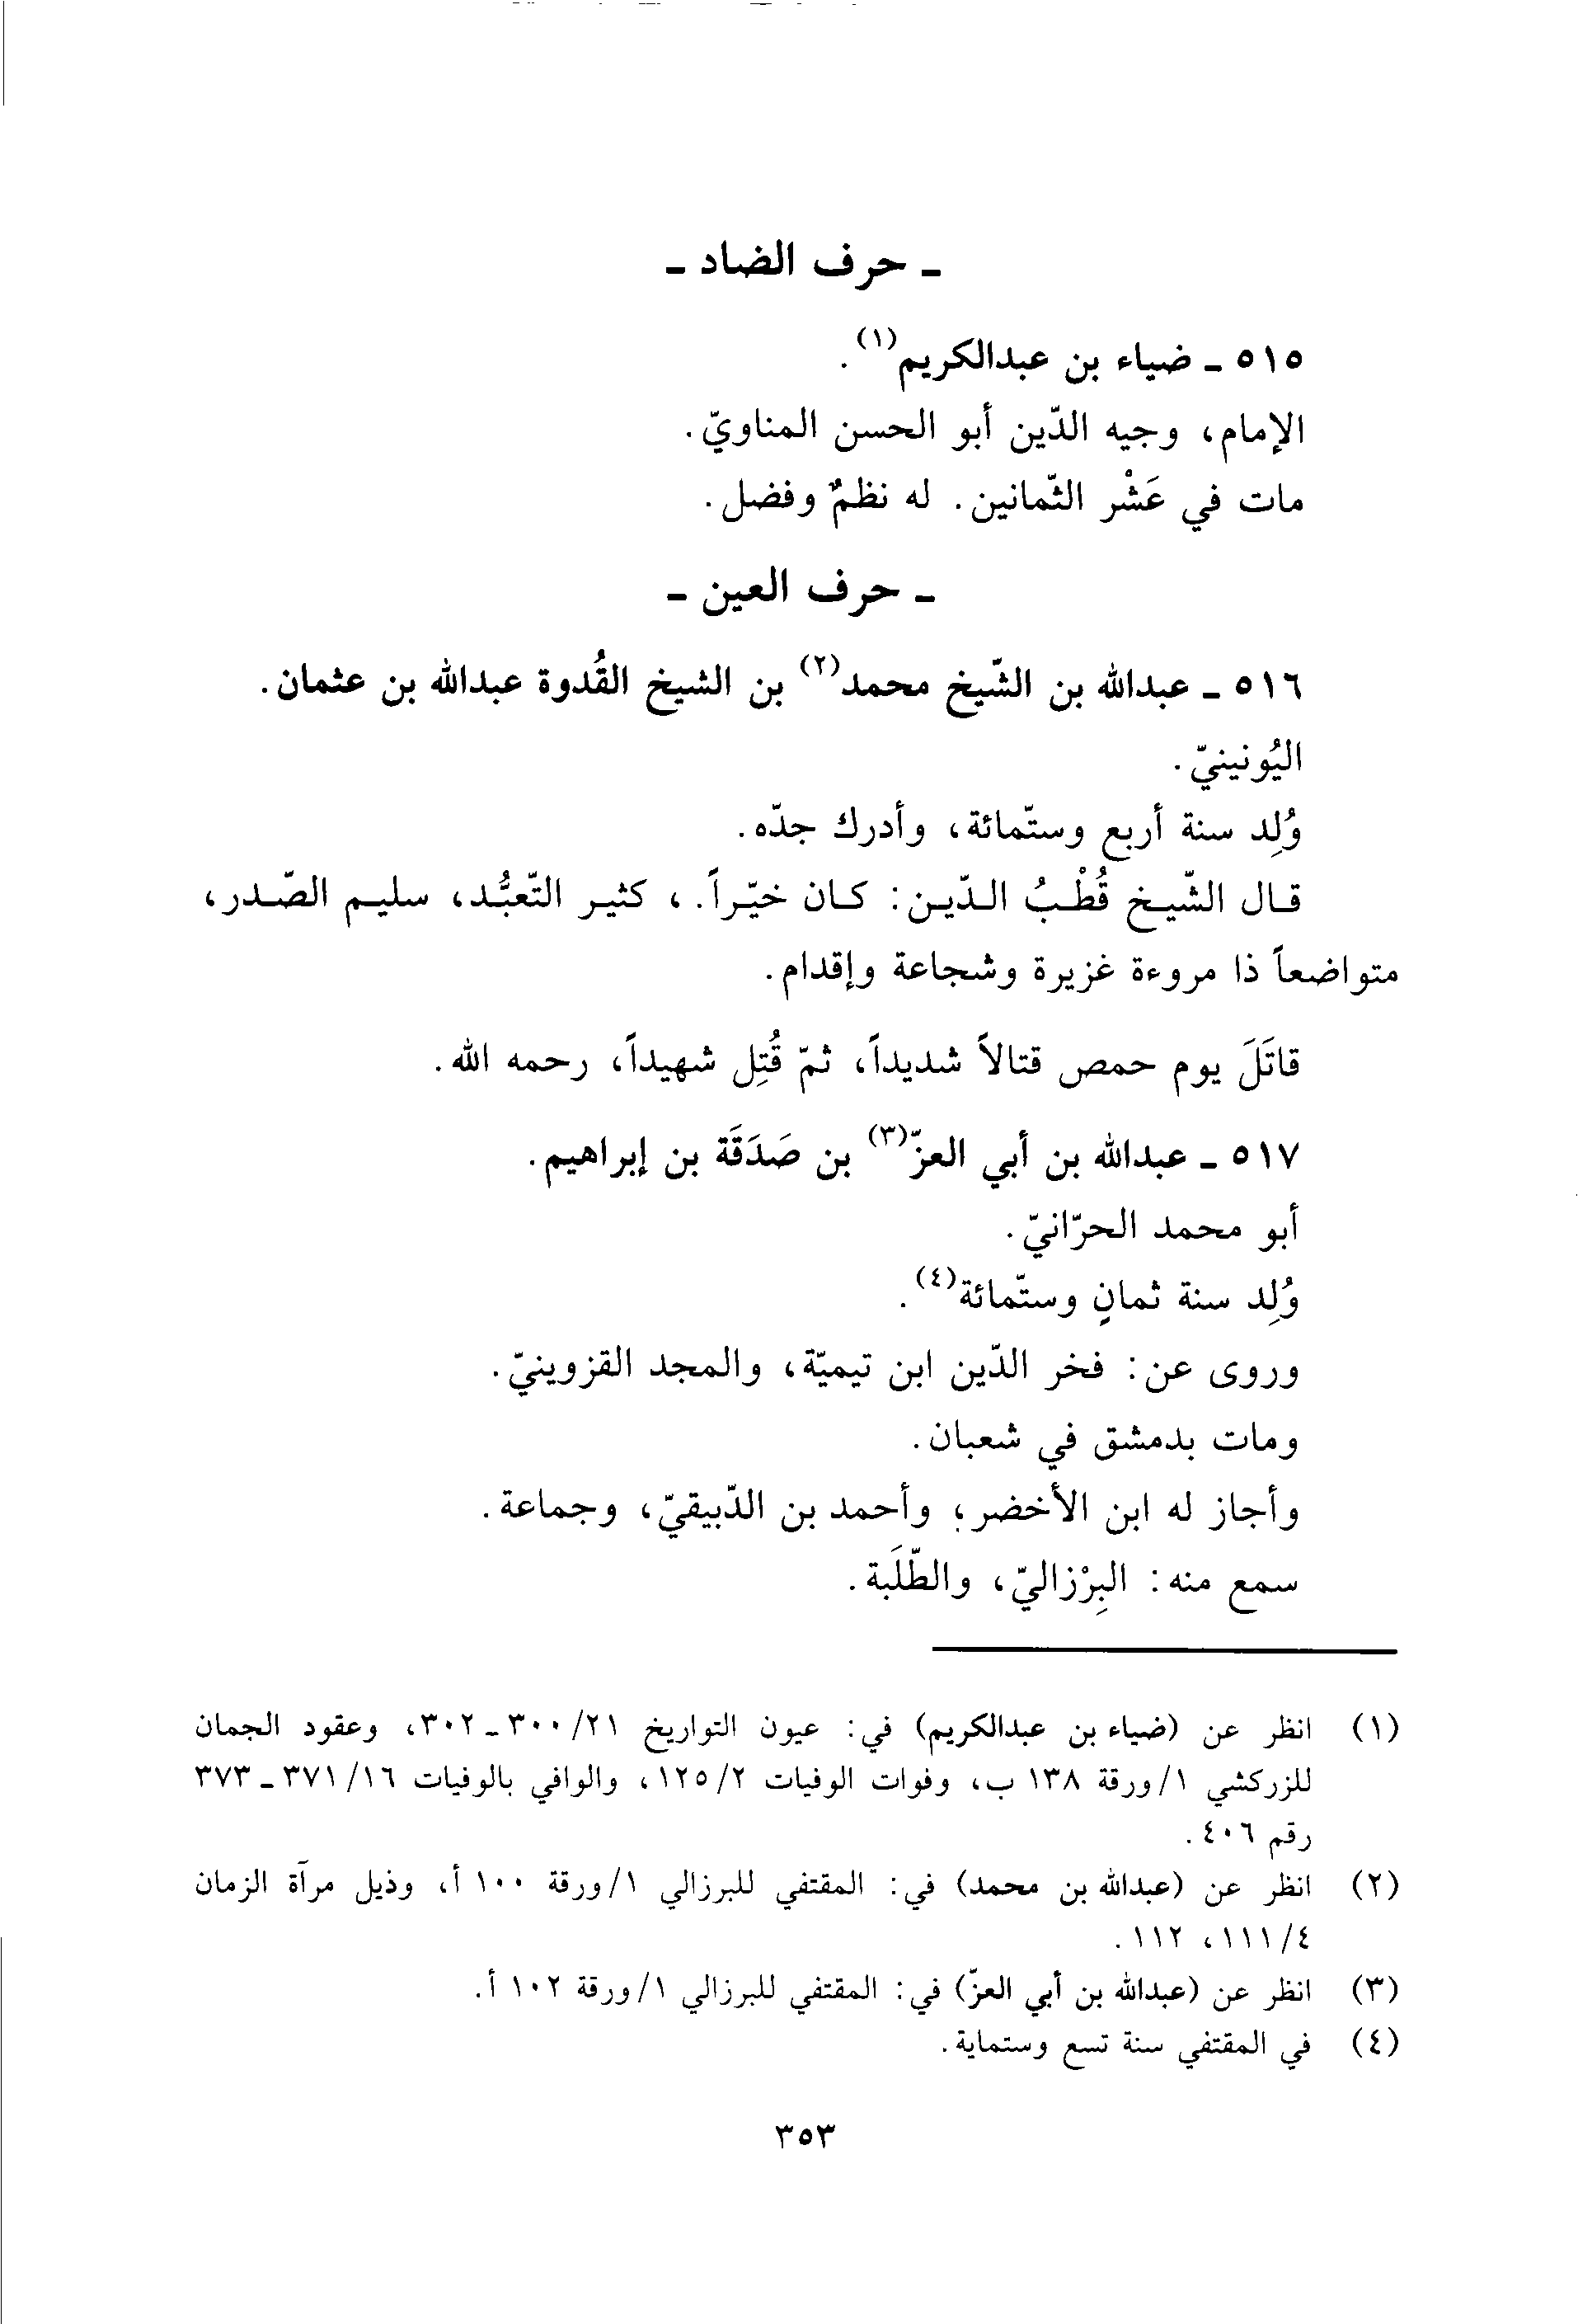 ـ حرف الضاد ـ
٥١٥ ـ ضياء بن عبدالكريم(١).
الإمام، وجيه الدّين أبو الحسن المناويّ.
مات في عَشْر الثّمانين. له نظمٌ وفضل.
ـ حرف العين ـ
٥١٦ ـ عبدالله بن الشّيخ محمد(٢) بن الشيخ القُدوة عبدالله بن عثمان.
اليُونينيّ.
وُلِد سنة أربع وستّمائة، وأدرك جدّه.
قال الشّيخ قُطْبُ الدّين: كان خيّراً.، كثير التّعبُّد، سليم الصّدر،
متواضعاً ذا مروءة غزيرة وشجاعة وإقدام.
قاتَلَ يوم حمص قتالاً شديداً، ثمّ قُتِل شهيداً، رحمه الله.
٥١٧ ـ عبدالله بن أبي العزّ(٣) بن صَدَقَة بن إبراهيم.
أبو محمد الحرّانيّ.
وُلِد سنة ثمانٍ وستّمائة(٤).
وروى عن: فخر الدّين ابن تيميّة، والمجد القزوينيّ.
ومات بدمشق في شعبان.
وأجاز له ابن الأخضر؛ وأحمد بن الدّبيقيّ، وجماعة.
سمع منه: البِرْزاليّ، والطّلَبة.
(١) انظر عن (ضياء بن عبدالكريم) في: عيون التواريخ ٢١/٣٠٠ـ٣٠٢، وعقود الجمان
للزركشي ١/ورقة ١٣٨ ب، وفوات الوفيات ٢/١٢٥، والوافي بالوفيات ١٦/٣٧١ـ٣٧٣
رقم ٤٠٦.
(٢) انظر عن (عبدالله بن محمد) في: المقتفي للبرزالي ١/ورقة ١٠٠ أ، وذيل مرآة الزمان
٤/١١١، ١١٢.
(٣) انظر عن (عبدالله بن أبي العزّ) في: المقتفي للبرزالي ١/ورقة ١٠٢ أ.
(٤) في المقتفي سنة تسع وستماية.
٣٥٣